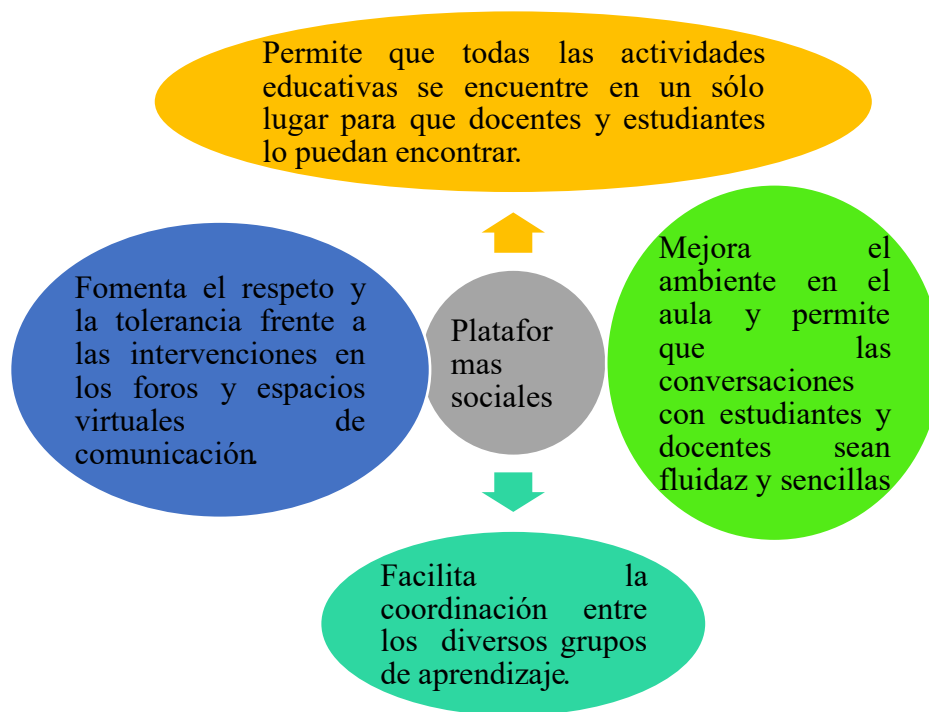 Permite que todas las actividades
educativas se encuentre en un sólo
lugar para que docentes y estudiantes
lo puedan encontrar.
Fomenta el respeto y
la tolerancia frente a
las intervenciones en
los foros y espacios
virtuales de
comunicación.
Platafor
mas
sociales
Mejora el
ambiente en el
aula y permite
que las
conversaciones
con estudiantes y
docentes sean
fluidaz y sencillas
Facilita la
coordinación entre
los diversos grupos
de aprendizaje.